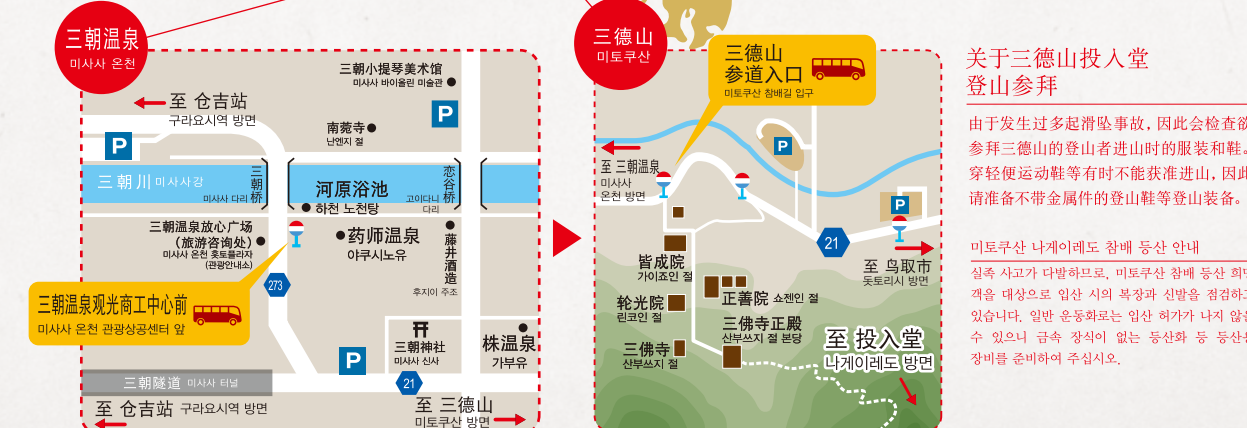 三朝温泉
미사사 온천
三朝小提琴美术馆
미사사 바이올린 미술관
至 仓吉站
구라요시역 방면
P
南菀寺
난엔지 절
P
三朝川 미사사강
三朝桥
미사사 다리
河原浴池
하천 노천탕
恋谷桥
고이다니 다리
三朝温泉放心广场
(旅游咨询处)
미사사 온천 홋토플라자
(관광안내소)
药师温泉
야쿠시노유
藤井酒造
후지이 주조
273
三朝温泉观光商工中心前
미사사 온천 관광상공센터 앞
三朝神社
미사사 신사
株温泉
가부유
P
三朝隧道 미사사 터널
21
至 仓吉站 구라요시역 방면
至 三德山
미토쿠산 방면
三德山
미토쿠산
三德山
参道入口
미토쿠산 참배길 입구
P
至 三朝温泉
미사사
온천 방면
P
21
至 鸟取市
돗토리시 방면
皆成院
가이죠인 절
轮光院
린코인 절
正善院 쇼젠인 절
三佛寺正殿
산부쓰지 절 본당
三佛寺
산부쓰지 절
至 投入堂
나게이레도 방면
关于三德山投入堂
登山参拜
由于发生过多起滑坠事故, 因此会检查欲
参拜三德山的登山者进山时的服装和鞋。
穿轻便运动鞋等有时不能获准进山, 因此
请准备不带金属件的登山鞋等登山装备。
미토쿠산 나게이레도 참배 등산 안내
실족 사고가 다발하므로, 미토쿠산 참배 등산 희망
객을 대상으로 입산 시의 복장과 신발을 점검하고
있습니다. 일반 운동화로는 입산 허가가 나지 않을
수 있으니 금속 장식이 없는 등산화 등 등산용
장비를 준비하여 주십시오.